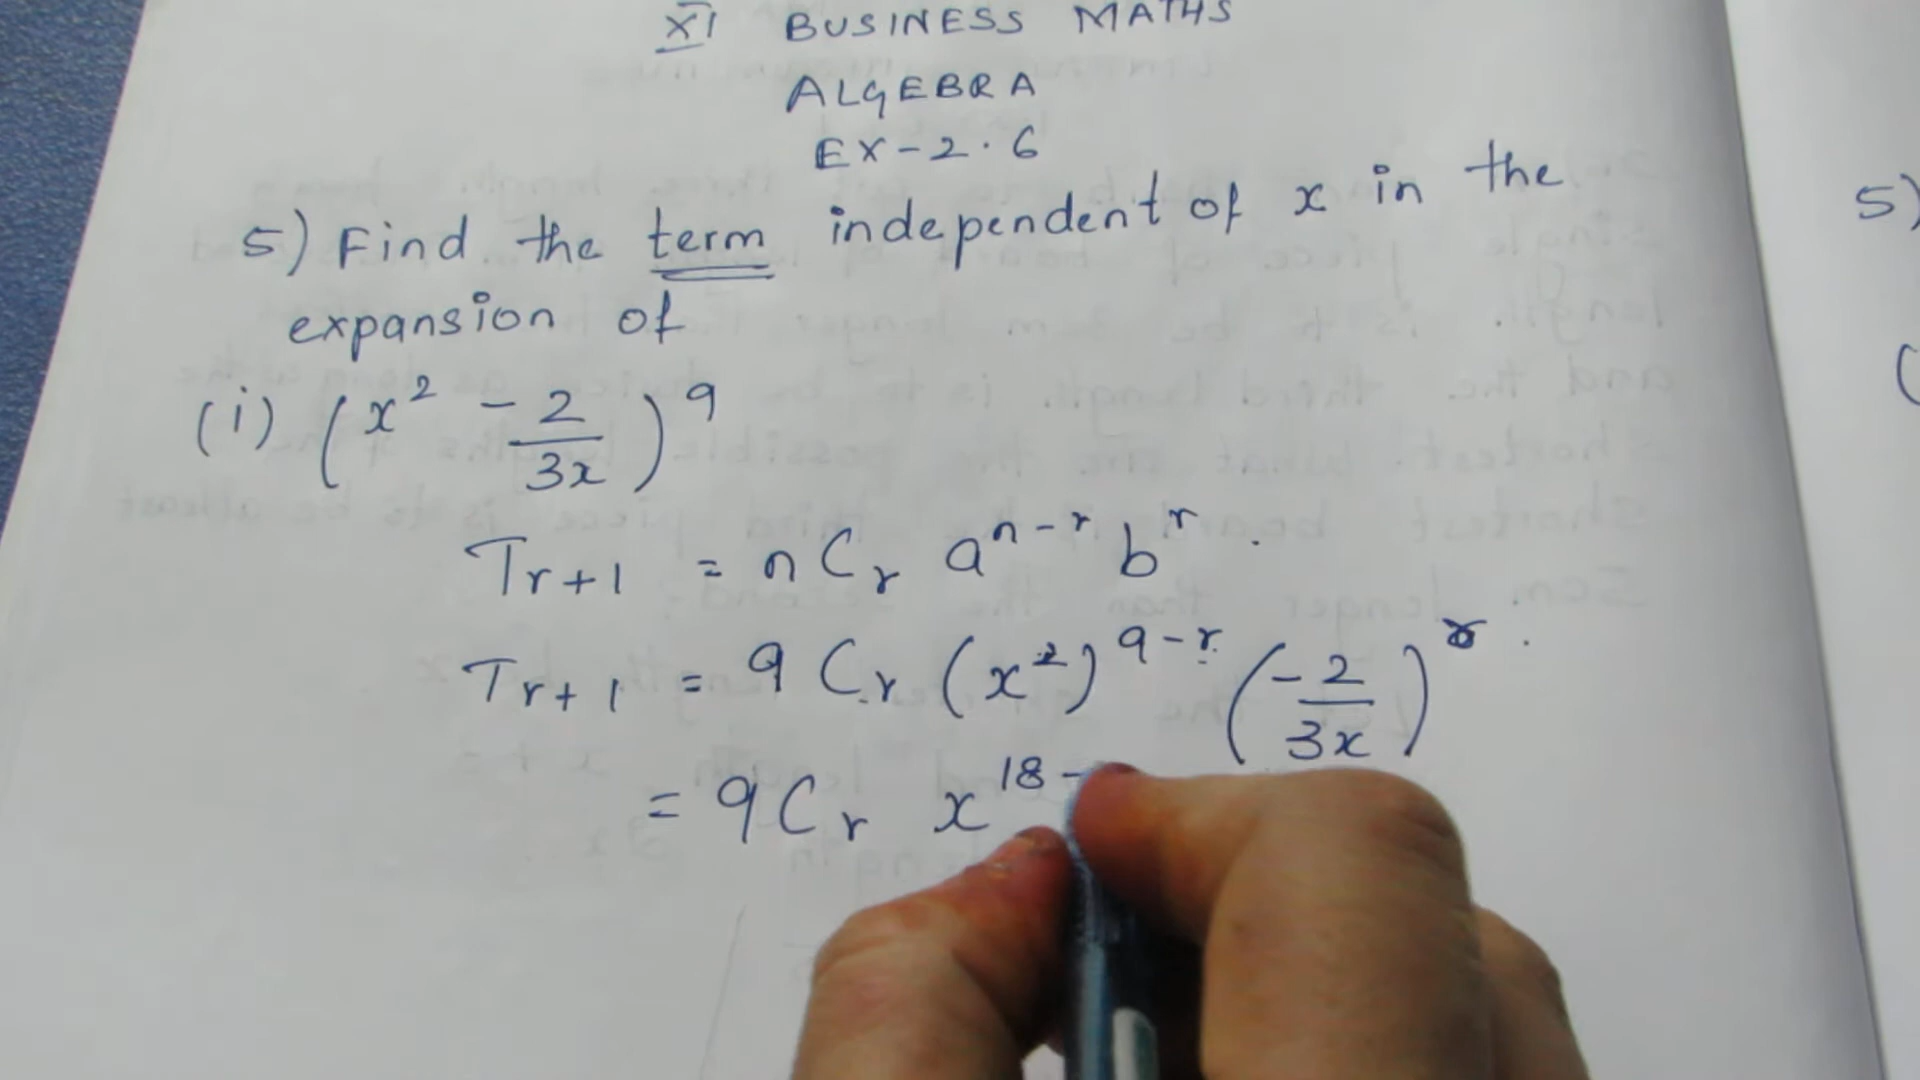 XI BUSINESS MATHS
ALGEBRA
EX-2.6
5) Find the term independent of x in the
expansion of
(i) (x² - 2/3x)⁹
Tr+1 = nCr aⁿ⁻ʳ bʳ.
Tr+1 = 9Cr (x²)⁹⁻ʳ (-2/3x)ʳ.
= 9Cr x¹⁸⁻
5)
(